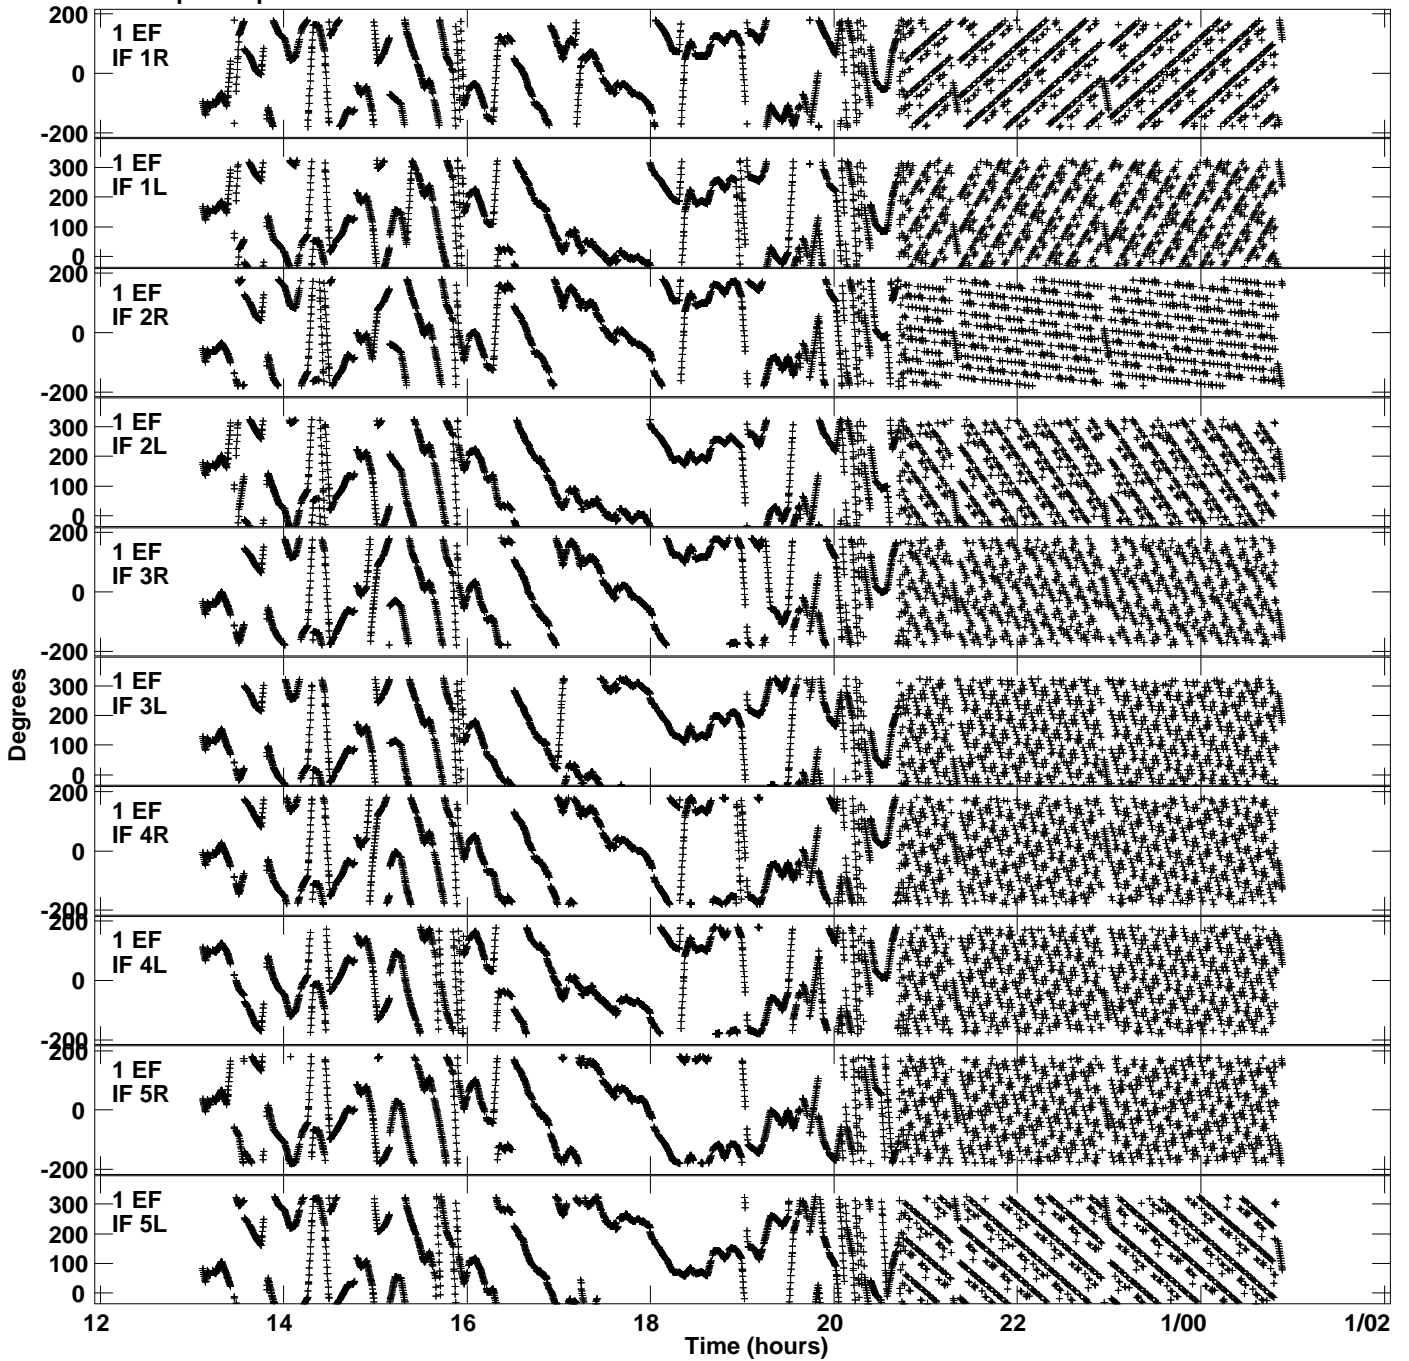 200
1 EF
IF 1R
0
-200
300
1 EF
IF 1L
200
100
0
200
1 EF
IF 2R
0
-200
300
1 EF
IF 2L
200
100
0
200
1 EF
IF 3R
0
-200
300
1 EF
IF 3L
200
100
0
200
1 EF
IF 4R
0
-200
200
1 EF
IF 4L
0
-200
200
1 EF
IF 5R
0
-200
300
1 EF
IF 5L
200
100
0
Degrees
12 14 16 18 20 22 1/00 1/02
Time (hours)